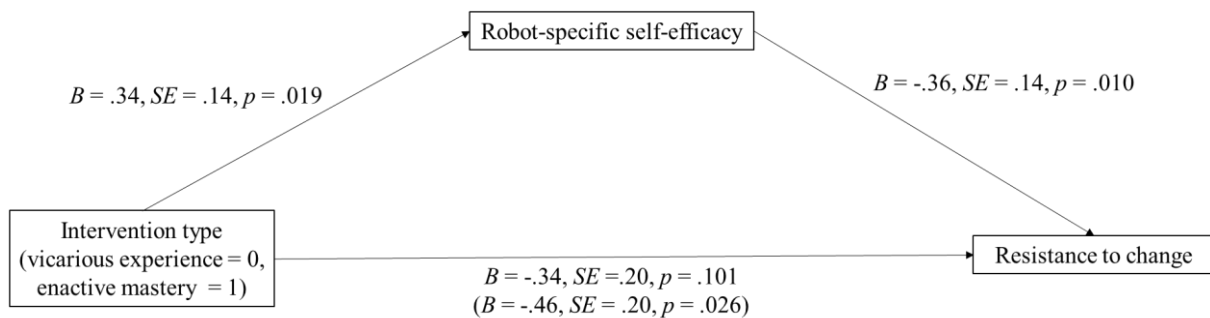 Robot-specific self-efficacy
B = .34, SE = .14, p = .019
B = -.36, SE = .14, p = .010
Intervention type
(vicarious experience = 0,
enactive mastery = 1)
Resistance to change
B = -.34, SE =.20, p = .101
(B = -.46, SE = .20, p = .026)